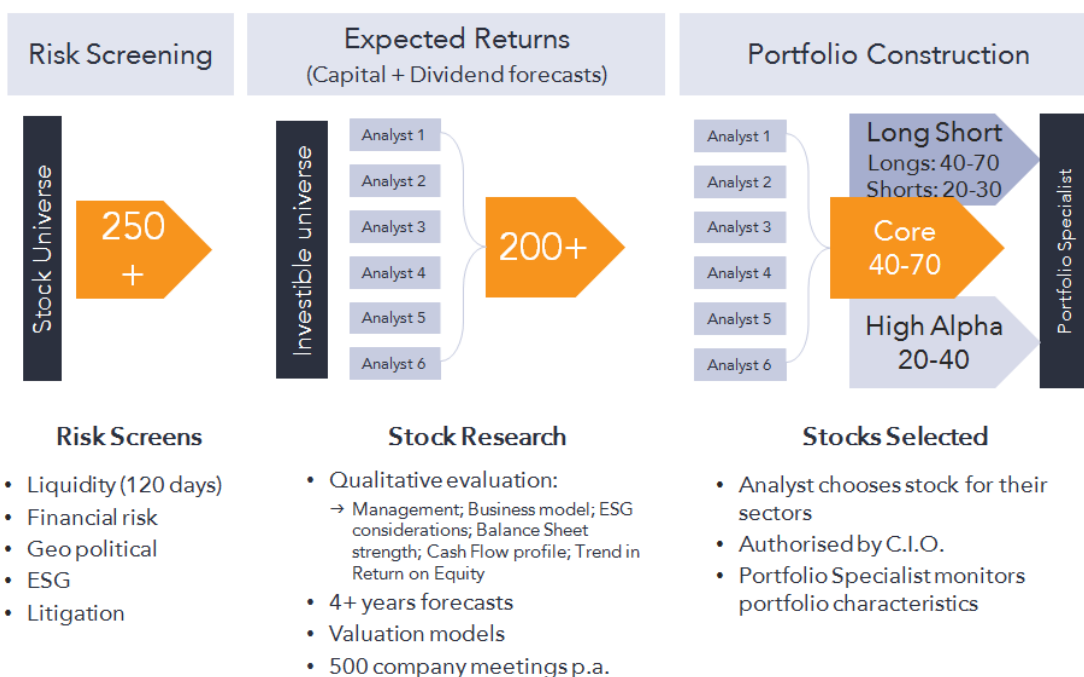 Risk Screening
Expected Returns
(Capital + Dividend forecasts)
Portfolio Construction
Stock Universe
250
+
Investible universe
Analyst 1
Analyst 2
Analyst 3
Analyst 4
Analyst 5
Analyst 6
200+
Analyst 1
Analyst 2
Analyst 3
Analyst 4
Analyst 5
Analyst 6
Long Short
Longs: 40-70
Shorts: 20-30
Core
40-70
High Alpha
20-40
Portfolio Specialist
Risk Screens
• Liquidity (120 days)
• Financial risk
• Geo political
• ESG
• Litigation
Stock Research
• Qualitative evaluation:
→ Management; Business model; ESG
considerations; Balance Sheet
strength; Cash Flow profile; Trend in
Return on Equity
• 4+ years forecasts
• Valuation models
• 500 company meetings p.a.
Stocks Selected
• Analyst chooses stock for their
sectors
• Authorised by C.I.O.
• Portfolio Specialist monitors
portfolio characteristics